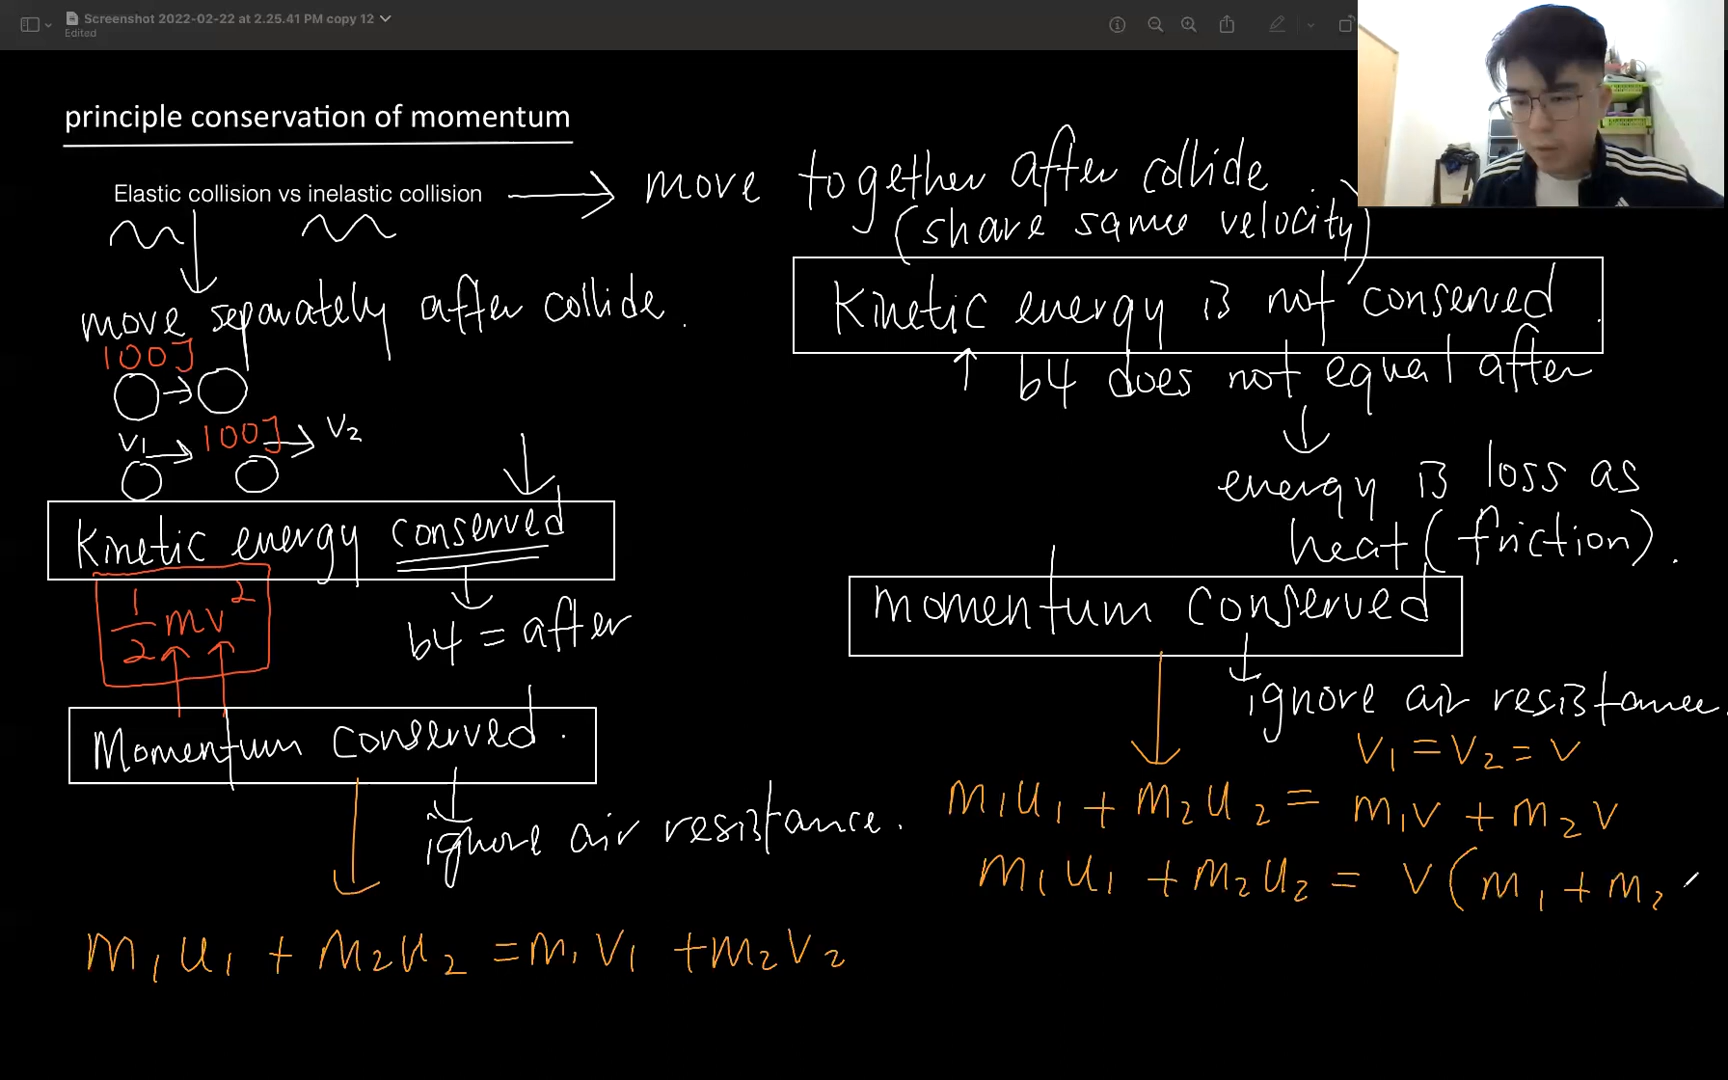 Screenshot 2022-02-22 at 2.25.41 PM copy 12
Edited
principle conservation of momentum
Elastic collision vs inelastic collision
move together after collide
(share same velocity)
move separately after collide.
100J
V1 100J V2
Kinetic energy conserved
1/2 mv²
b4 = after
Momentum conserved.
ignore air resistance.
m₁u₁ + m₂u₂ = m₁v₁ + m₂v₂
Kinetic energy is not conserved.
b4 does not equal after
energy is loss as
heat (friction).
momentum conserved
ignore air resistance.
V₁ = V₂ = V
m₁u₁ + m₂u₂ = m₁v + m₂v
m₁u₁ + m₂u₂ = v(m₁ + m₂